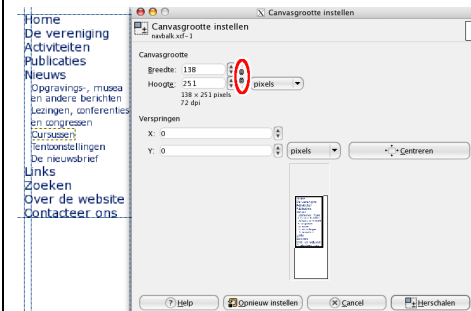 Home
De vereniging
Activiteiten
Publicaties
Nieuws
Opgravings-, musea
en andere berichten
Lezingen, conferenties
en congressen
Cursussen
Tentoonstellingen
De nieuwsbrief
Links
Zoeken
Over de website
Contacteer ons
Canvasgrootte instellen
Canvasgrootte instellen
navbalk.xcf-1
Canvasgrootte
Breedte: 138
Hoogte: 251 pixels
138 × 251 pixels
72 dpi
Verspringen
X: 0
Y: 0 pixels Centreren
Help Opnieuw instellen Cancel Herschalen